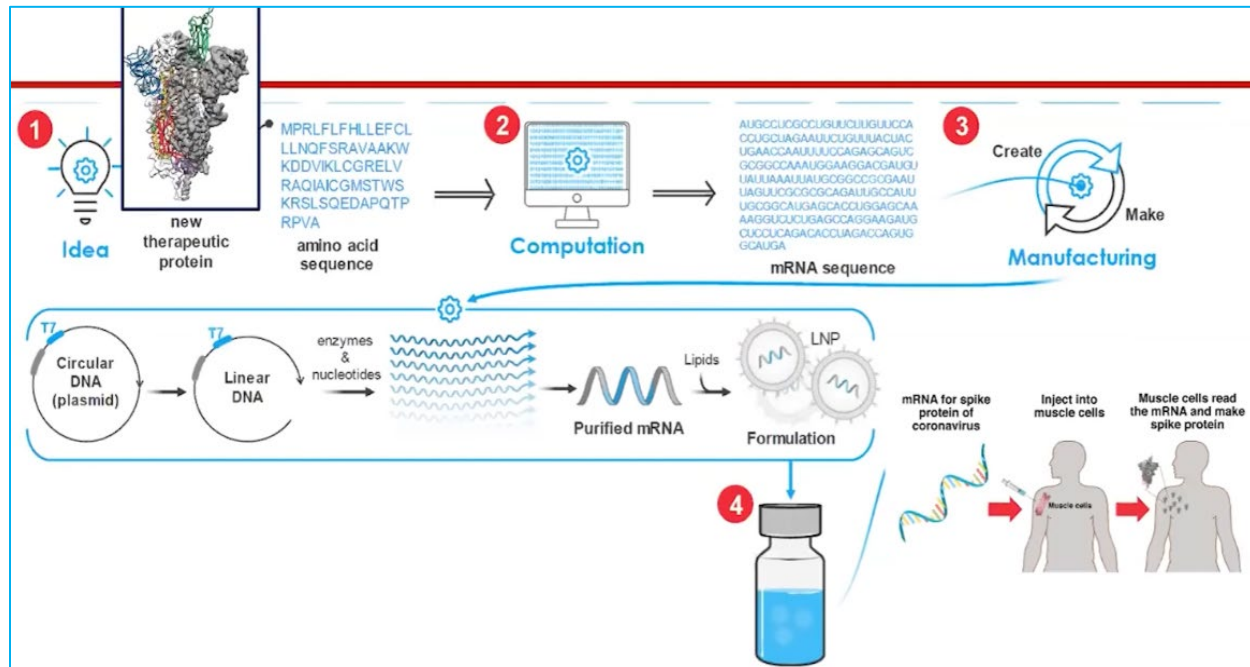 1
Idea
new
therapeutic
protein
MPRLFLFHLLEFCL
LLNQFSRAVAAKW
KDDVIKLCGRELV
RAQIAICGMSTWS
KRSLSQEDAPQTP
RPVA
amino acid
sequence
2
Computation
AUGCCUCGCCUGUUCUUGUUCCA
CCUGCUAGAAUUCUGUUUACUAC
UGAACCAAUUUUCCAGAGCAGUC
GCGGCCAAAUGGAAGGACGAUGU
UAUUAAAUUAUGCGGCCGCGAAU
UAGUUCGCGCGCAGAUUGCCAUU
UGCGGCAUGAGCACCUGGAGCAA
AAGGUCUCUGAGCCAGGAAGAUG
CUCCUCAGACACCUAGACCAGUG
GCAUGA
mRNA sequence
3
Create
Make
Manufacturing
T7
Circular
DNA
(plasmid)
T7
Linear
DNA
enzymes
&
nucleotides
Purified mRNA
Lipids
LNP
Formulation
4
mRNA for spike
protein of
coronavirus
Inject into
muscle cells
Muscle cells
Muscle cells read
the mRNA and make
spike protein